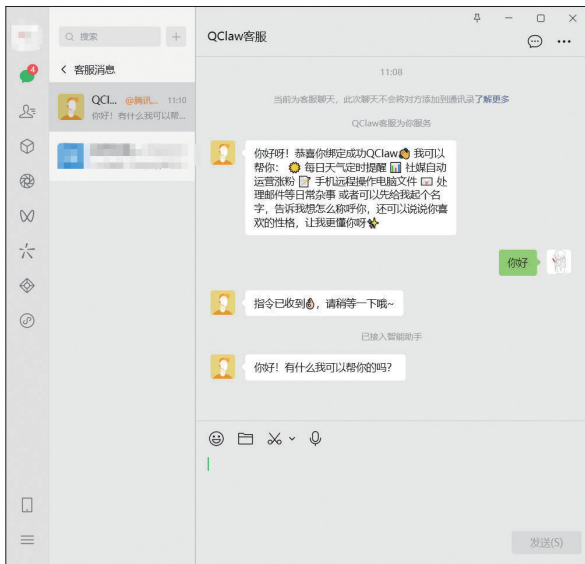 搜索
QClaw客服
4
客服消息
QCl... @腾讯... 11:10
你好！有什么我可以帮...
11:08
当前为客服聊天，此次聊天不会将对方添加到通讯录了解更多
QClaw客服为你服务
你好呀！恭喜你绑定成功QClaw 我可以
帮你： 每日天气定时提醒 社媒自动
运营涨粉 手机远程操作电脑文件 处
理邮件等日常杂事 或者可以先给我起个名
字，告诉我想怎么称呼你，还可以说说你喜
欢的性格，让我更懂你呀
你好
指令已收到，请稍等一下哦~
已接入智能助手
你好！有什么我可以帮你的吗？
发送(S)